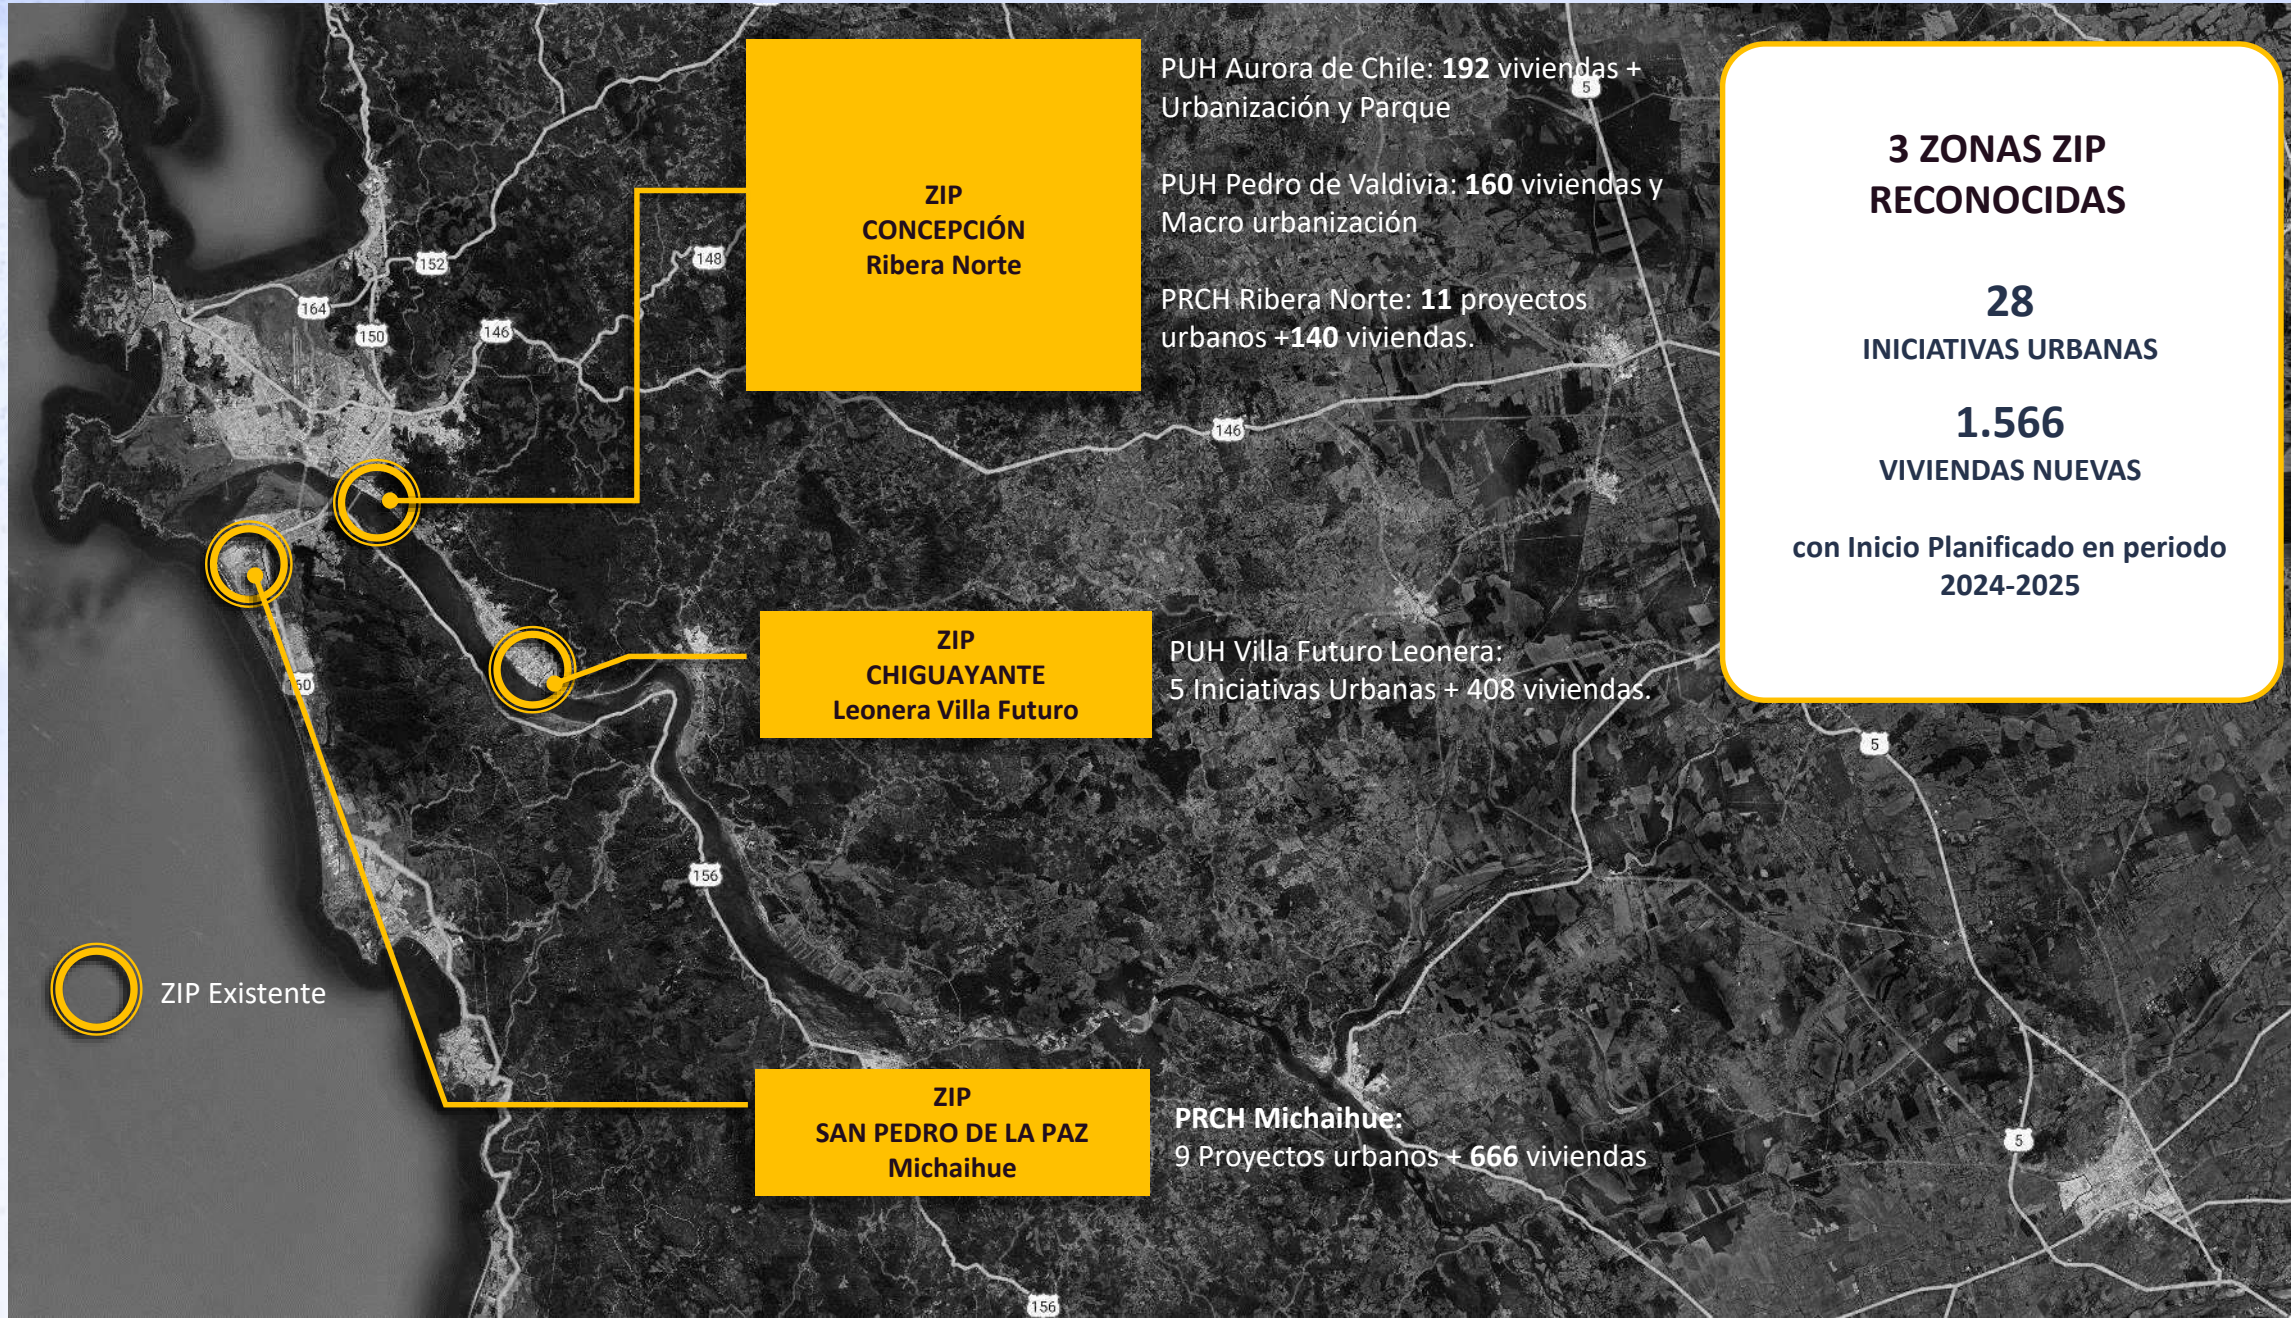 ZIP
CONCEPCIÓN
Ribera Norte
PUH Aurora de Chile: 192 viviendas +
Urbanización y Parque
PUH Pedro de Valdivia: 160 viviendas y
Macro urbanización
PRCH Ribera Norte: 11 proyectos
urbanos +140 viviendas.
3 ZONAS ZIP
RECONOCIDAS
28
INICIATIVAS URBANAS
1.566
VIVIENDAS NUEVAS
con Inicio Planificado en periodo
2024-2025
5
152
148
164
150
146
146
ZIP
CHIGUAYANTE
Leonera Villa Futuro
PUH Villa Futuro Leonera:
5 Iniciativas Urbanas + 408 viviendas.
160
5
156
ZIP Existente
ZIP
SAN PEDRO DE LA PAZ
Michaihue
PRCH Michaihue:
9 Proyectos urbanos + 666 viviendas
5
156